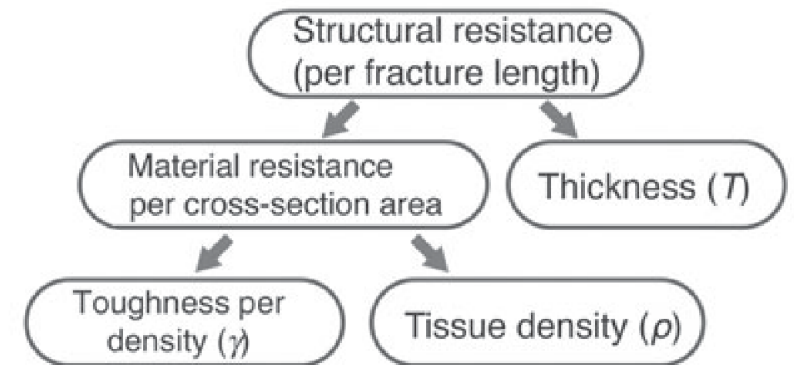 Structural resistance
(per fracture length)
Material resistance
per cross-section area
Thickness (T)
Toughness per
density (γ)
Tissue density (ρ)